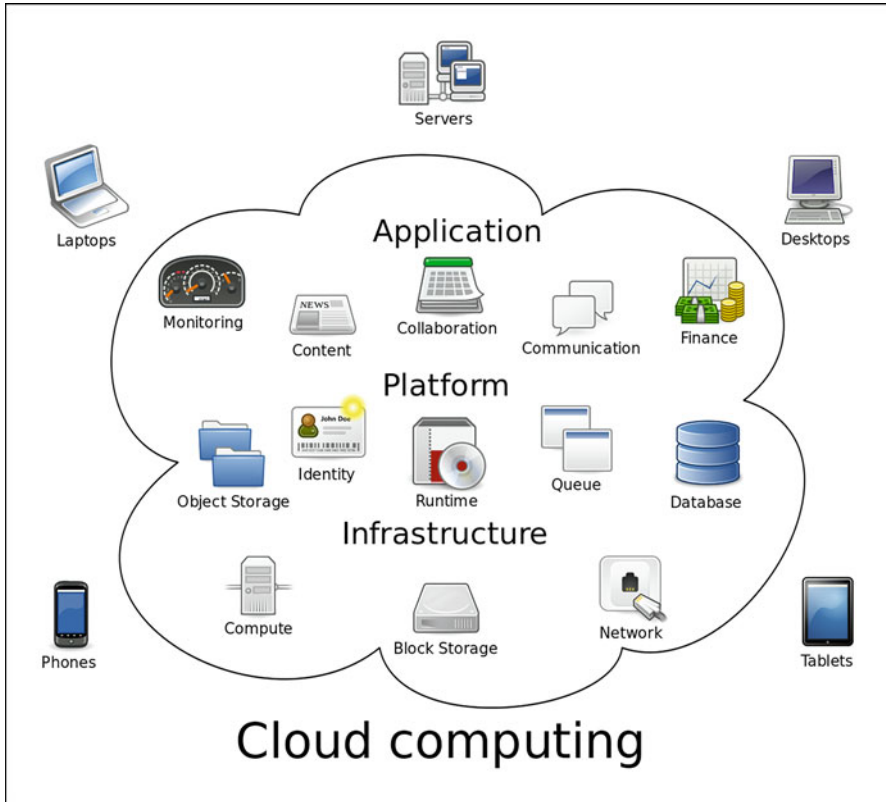 Servers
Laptops
Desktops
Application
Monitoring
NEWS
Content
Collaboration
Communication
Finance
Platform
Object Storage
John Doe
Identity
Runtime
Queue
Database
Infrastructure
Compute
Block Storage
Network
Phones
Tablets
Cloud computing